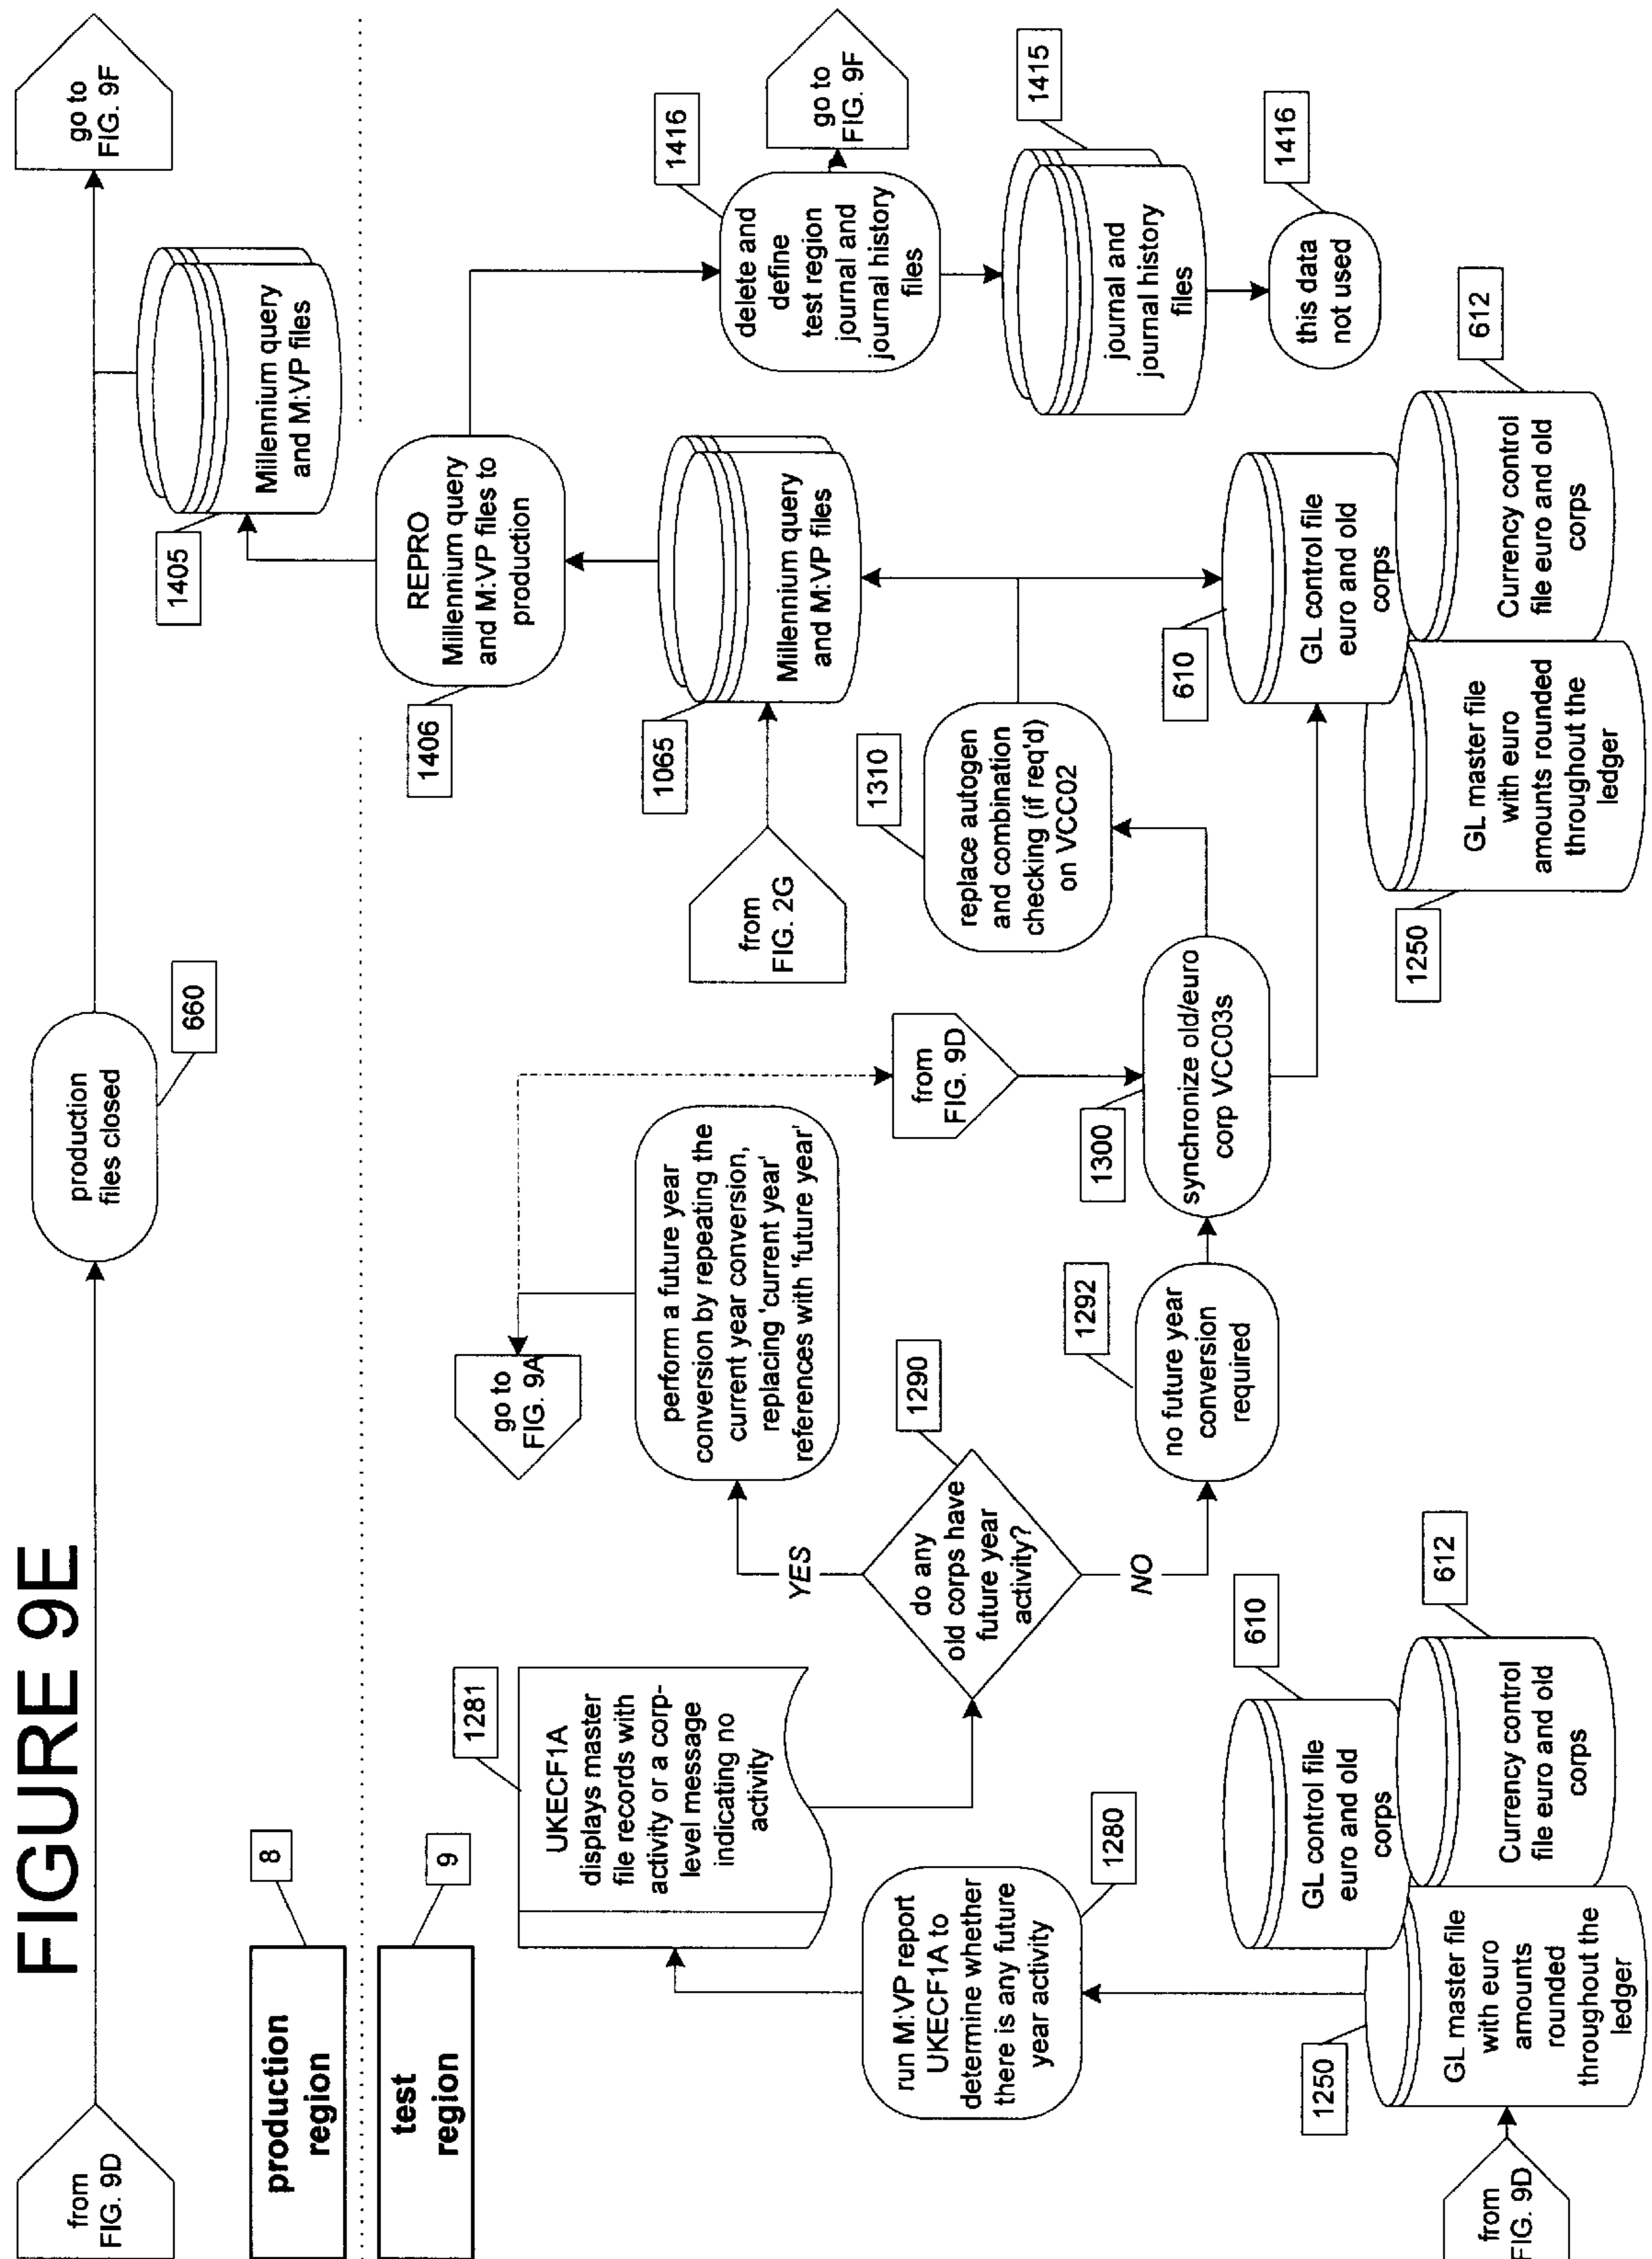 FIGURE 9E
from
FIG. 9D
production
files closed
660
go to
FIG. 9F
production
region
8
Millennium query
and M:VP files
1405
test
region
9
UKECF1A
displays master
file records with
activity or a corp-
level message
indicating no
activity
1281
run M:VP report
UKECF1A to
determine whether
there is any future
year activity
1280
from
FIG. 9D
GL master file
with euro
amounts
rounded
throughout the
ledger
1250
GL control file
euro and old
corps
610
Currency control
file euro and old
corps
612
do any
old corps have
future year
activity?
1290
YES
NO
go to
FIG. 9A
perform a future year
conversion by repeating the
current year conversion,
replacing 'current year'
references with 'future year'
no future year
conversion
required
1292
from
FIG. 9D
synchronize old/euro
corp VCC03s
1300
replace autogen
and combination
checking (if req'd)
on VCC02
1310
from
FIG. 2G
Millennium query
and M:VP files
1065
REPRO
Millennium query
and M:VP files to
production
1406
GL control file
euro and old
corps
610
GL master file
with euro
amounts rounded
throughout the
ledger
1250
Currency control
file euro and old
corps
612
delete and
define
test region
journal and
journal history
files
1416
go to
FIG. 9F
journal and
journal history
files
1415
this data
not used
1416